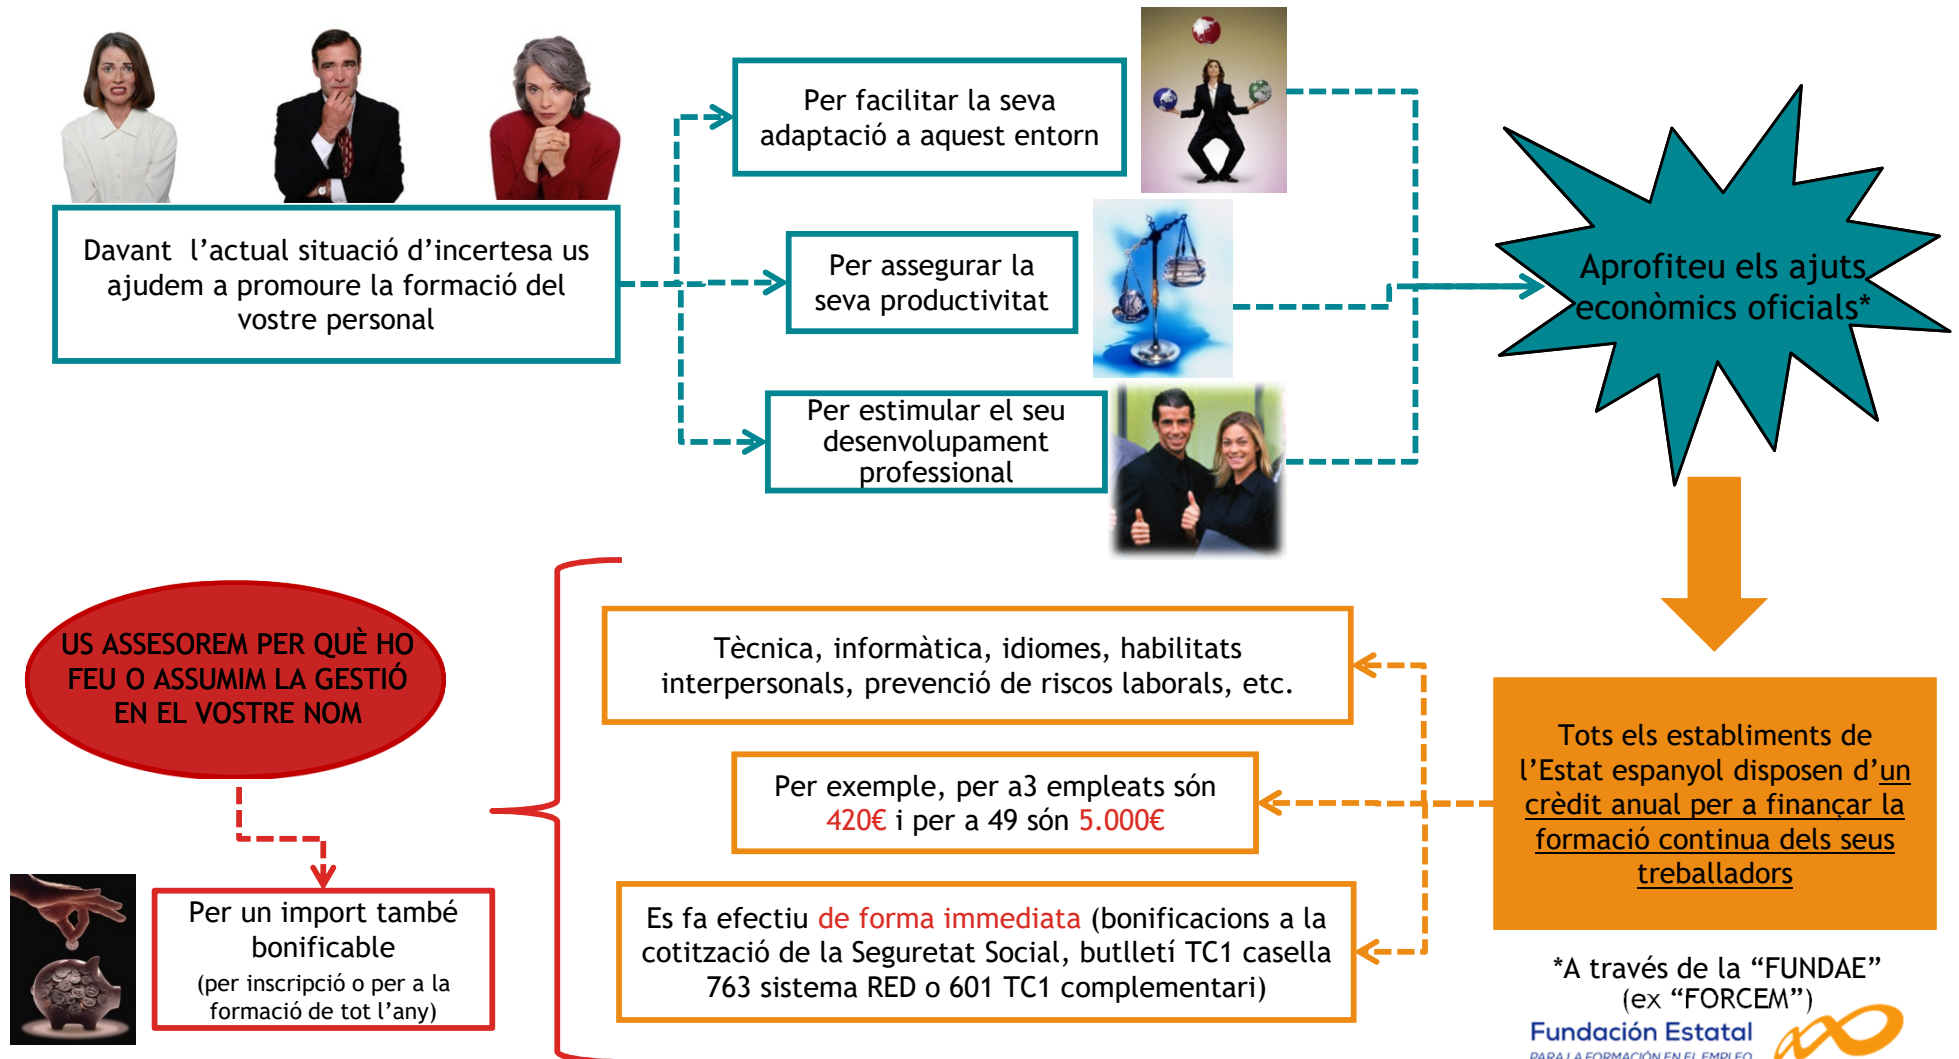 Per facilitar la seva
adaptació a aquest entorn
Davant l’actual situació d’incertesa us
ajudem a promoure la formació del
vostre personal
Per assegurar la
seva productivitat
Per estimular el seu
desenvolupament
professional
Aprofiteu els ajuts
econòmics oficials*
US ASSESOREM PER QUÈ HO
FEU O ASSUMIM LA GESTIÓ
EN EL VOSTRE NOM
Per un import també
bonificable
(per inscripció o per a la
formació de tot l’any)
Tècnica, informàtica, idiomes, habilitats
interpersonals, prevenció de riscos laborals, etc.
Per exemple, per a3 empleats són
420€ i per a 49 són 5.000€
Es fa efectiu de forma immediata (bonificacions a la
cotització de la Seguretat Social, butlletí TC1 casella
763 sistema RED o 601 TC1 complementari)
Tots els establiments de
l’Estat espanyol disposen d’un
crèdit anual per a finançar la
formació continua dels seus
treballadors
*A través de la “FUNDAE”
(ex “FORCEM”)
Fundación Estatal
PARA LA FORMACIÓN EN EL EMPLEO